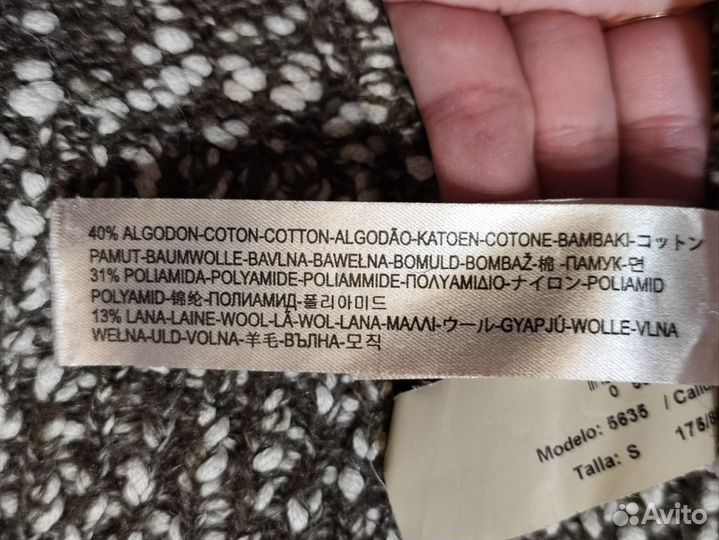 40% ALGODON-COTON-COTTON-ALGODÃO-KATOEN-COTONE-BAMBAKI-コットン
PAMUT-BAUMWOLLE-BAVLNA-BAWEŁNA-BOMULD-BOMBAŽ-棉 -ПАМУК-면
31% POLIAMIDA-POLYAMIDE-POLIAMMIDE-ΠΟΛΥΑΜΙΔΙΟ-ナイロン-POLIAMID
POLYAMID-锦纶-ПОЛИАМИД-폴리아미드
13% LANA-LAINE-WOOL-LÃ-WOL-LANA-ΜΑΛΛΙ-ウール-GYAPJÚ-WOLLE-VLNA
WEŁNA-ULD-VOLNA-羊毛-ВЪЛНА-모직
Modelo: 5635 /
Talla: S 175/
Avito